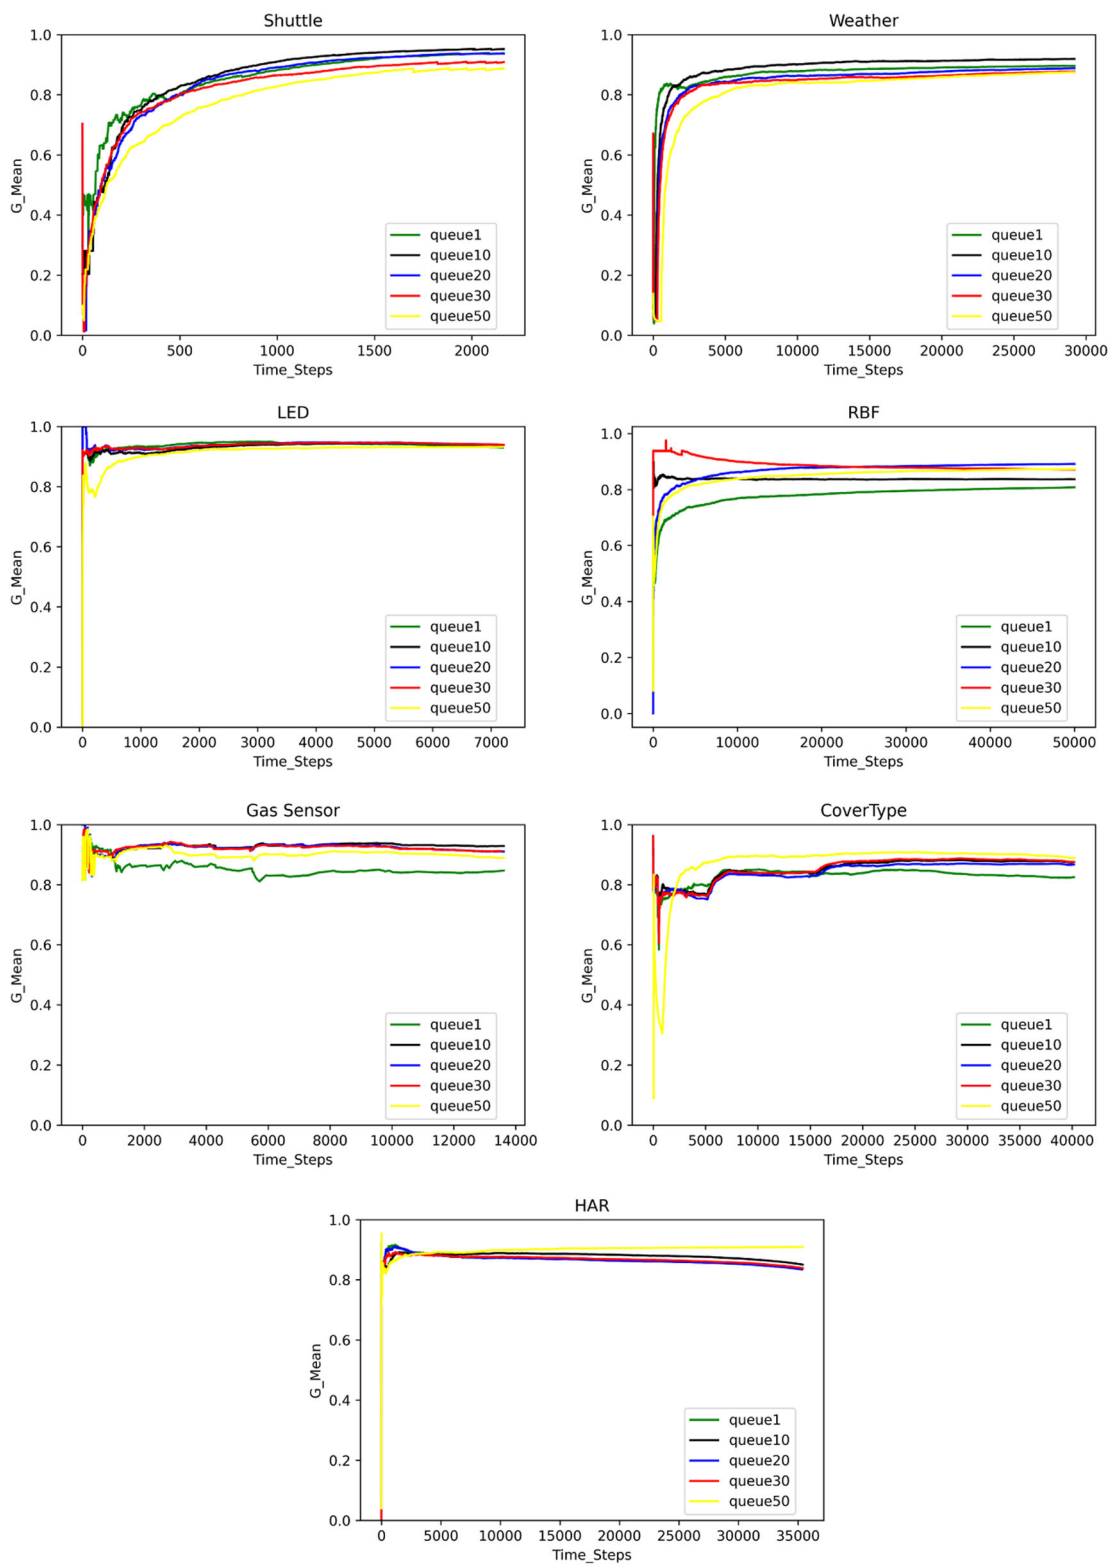 Shuttle
1.0
0.8
0.6
0.4
0.2
0.0
G_Mean
0 500 1000 1500 2000
Time_Steps
queue1
queue10
queue20
queue30
queue50
Weather
1.0
0.8
0.6
0.4
0.2
0.0
G_Mean
0 5000 10000 15000 20000 25000 30000
Time_Steps
queue1
queue10
queue20
queue30
queue50
LED
1.0
0.8
0.6
0.4
0.2
0.0
G_Mean
0 1000 2000 3000 4000 5000 6000 7000
Time_Steps
queue1
queue10
queue20
queue30
queue50
RBF
1.0
0.8
0.6
0.4
0.2
0.0
G_Mean
0 10000 20000 30000 40000 50000
Time_Steps
queue1
queue10
queue20
queue30
queue50
Gas Sensor
1.0
0.8
0.6
0.4
0.2
0.0
G_Mean
0 2000 4000 6000 8000 10000 12000 14000
Time_Steps
queue1
queue10
queue20
queue30
queue50
CoverType
1.0
0.8
0.6
0.4
0.2
0.0
G_Mean
0 5000 10000 15000 20000 25000 30000 35000 40000
Time_Steps
queue1
queue10
queue20
queue30
queue50
HAR
1.0
0.8
0.6
0.4
0.2
0.0
G_Mean
0 5000 10000 15000 20000 25000 30000 35000
Time_Steps
queue1
queue10
queue20
queue30
queue50